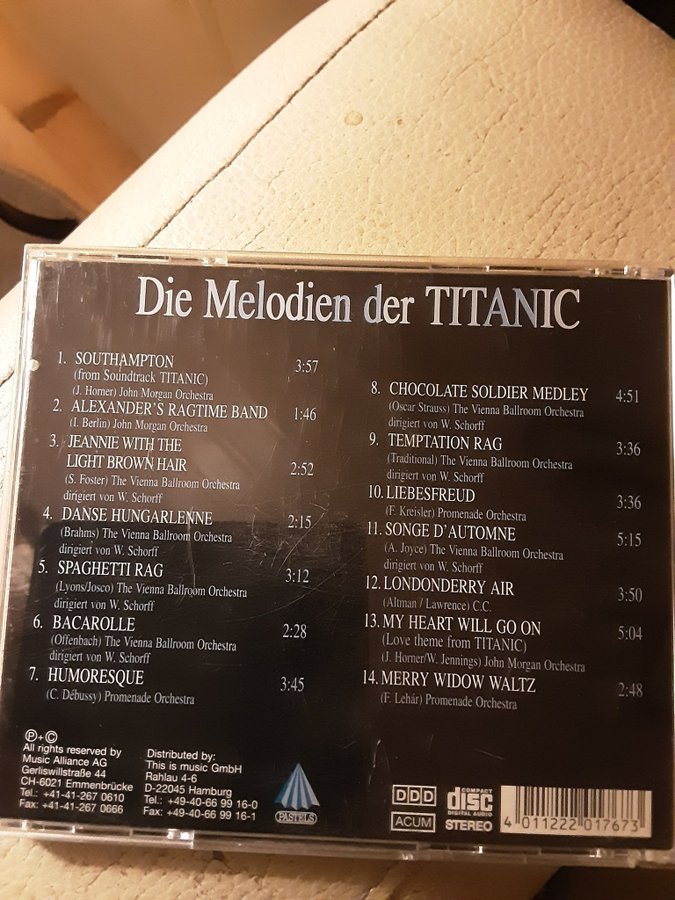 Die Melodien der TITANIC
1. SOUTHAMPTON 3:57
(from Soundtrack TITANIC)
(J. Horner) John Morgan Orchestra
2. ALEXANDER'S RAGTIME BAND 1:46
(I. Berlin) John Morgan Orchestra
3. JEANNIE WITH THE
LIGHT BROWN HAIR 2:52
(S. Foster) The Vienna Ballroom Orchestra
dirigiert von W. Schorff
4. DANSE HUNGARLENNE 2:15
(Brahms) The Vienna Ballroom Orchestra
dirigiert von W. Schorff
5. SPAGHETTI RAG 3:12
(Lyons/Josco) The Vienna Ballroom Orchestra
dirigiert von W. Schorff
6. BACAROLLE 2:28
(Offenbach) The Vienna Ballroom Orchestra
dirigiert von W. Schorff
7. HUMORESQUE 3:45
(C. Débussy) Promenade Orchestra
8. CHOCOLATE SOLDIER MEDLEY 4:51
(Oscar Strauss) The Vienna Ballroom Orchestra
dirigiert von W. Schorff
9. TEMPTATION RAG 3:36
(Traditional) The Vienna Ballroom Orchestra
dirigiert von W. Schorff
10. LIEBESFREUD 3:36
(F. Kreisler) Promenade Orchestra
11. SONGE D'AUTOMNE 5:15
(A. Joyce) The Vienna Ballroom Orchestra
dirigiert von W. Schorff
12. LONDONDERRY AIR 3:50
(Altman / Lawrence) C.C.
13. MY HEART WILL GO ON 5:04
(Love theme from TITANIC)
(J. Horner/W. Jennings) John Morgan Orchestra
14. MERRY WIDOW WALTZ 2:48
(F. Lehár) Promenade Orchestra
Ⓟ+©
All rights reserved by
Music Alliance AG
Gerliswillstraße 44
CH-6021 Emmenbrücke
Tel.: +41-41-267 0610
Fax: +41-41-267 0666
Distributed by:
This is music GmbH
Rahlau 4-6
D-22045 Hamburg
Tel.: +49-40-66 99 16-0
Fax: +49-40-66 99 16-1
PASTELS
DDD
ACUM
COMPACT
disc
DIGITAL AUDIO
STEREO
4 011222 017673